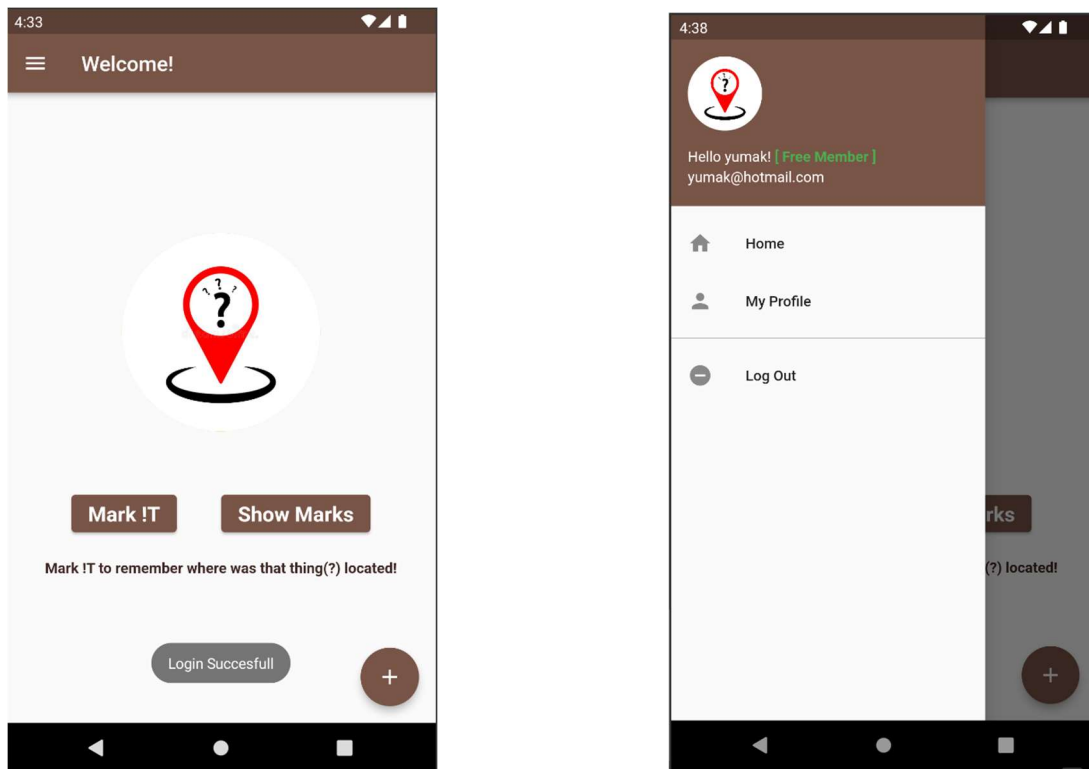 4:33
Welcome!
?
? ?
?
Mark !T
Show Marks
Mark !T to remember where was that thing(?) located!
Login Succesfull
+
4:38
?
Hello yumak! [ Free Member ]
yumak@hotmail.com
Home
My Profile
Log Out
rks
(?) located!
+